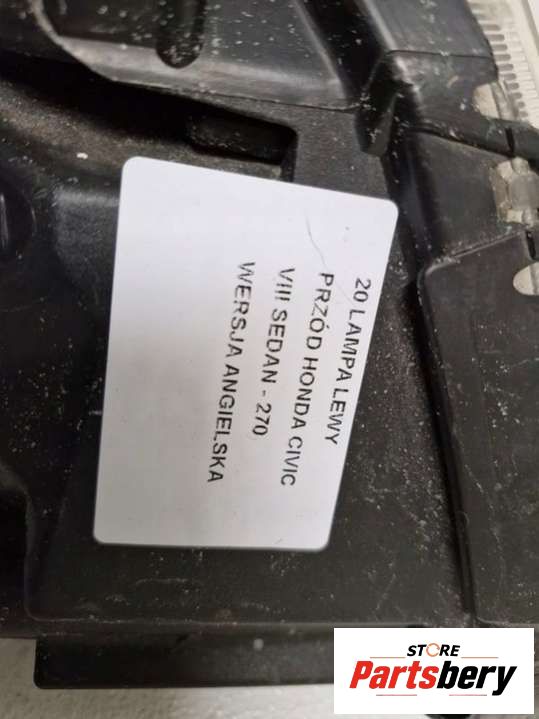 20 LAMPA LEWY
PRZÓD HONDA CIVIC
VIII SEDAN - 270
WERSJA ANGIELSKA
STORE
Partsbery